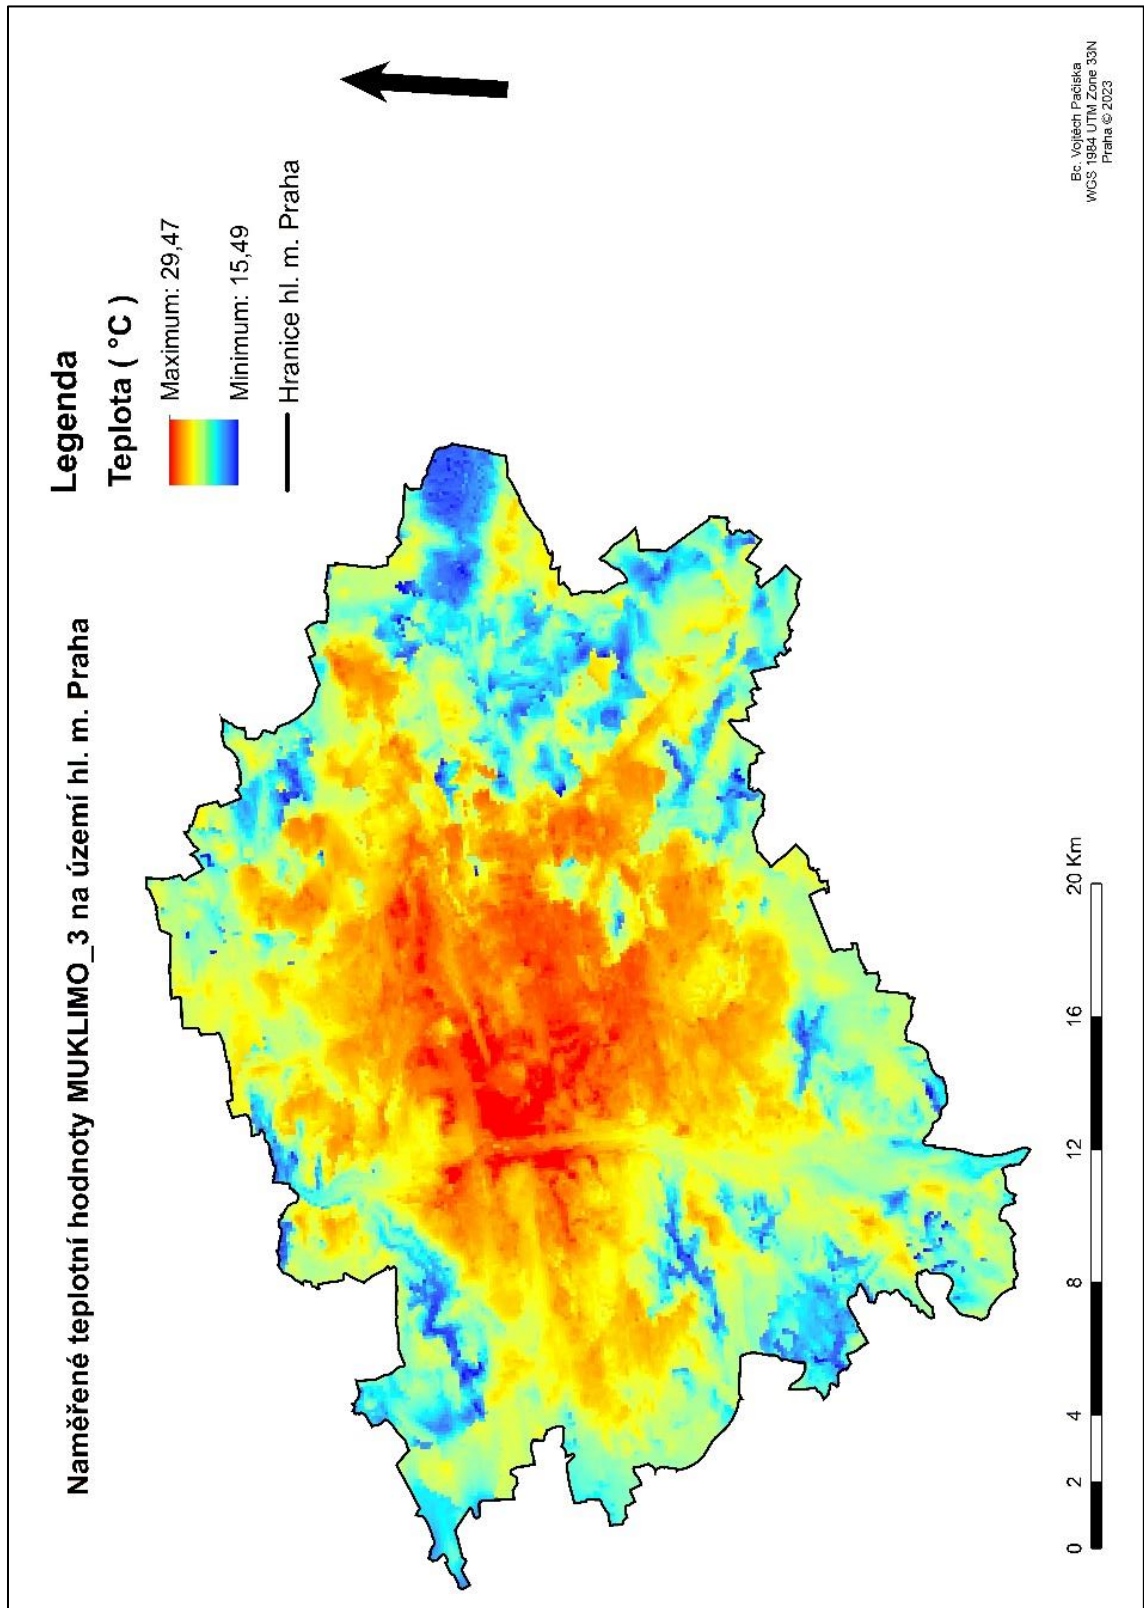 Naměřené teplotní hodnoty MUKLIMO_3 na území hl. m. Praha
Legenda
Teplota ( °C )
Maximum: 29,47
Minimum: 15,49
Hranice hl. m. Praha
0 2 4 8 12 16 20 Km
Bc. Vojtěch Pačiska
WGS 1984 UTM Zone 33N
Praha © 2023